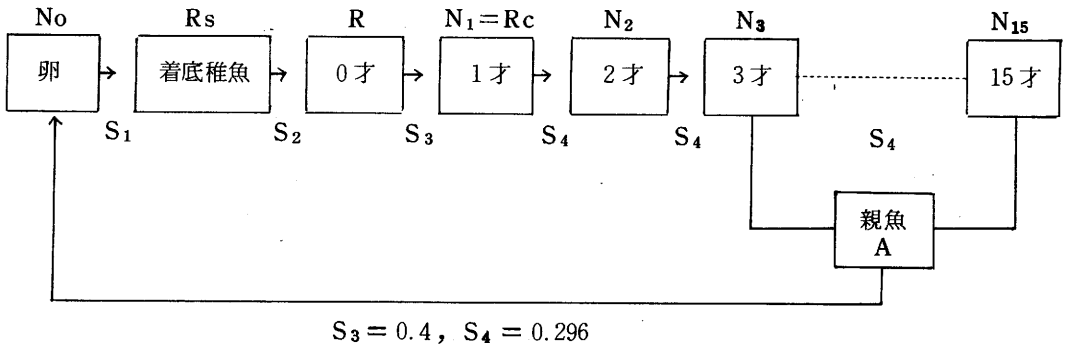 No Rs R N₁=Rc N₂ N₃ N₁₅
卵 着底稚魚 0才 1才 2才 3才 15才
S₁ S₂ S₃ S₄ S₄ S₄
親魚
A
S₃ = 0.4 , S₄ = 0.296